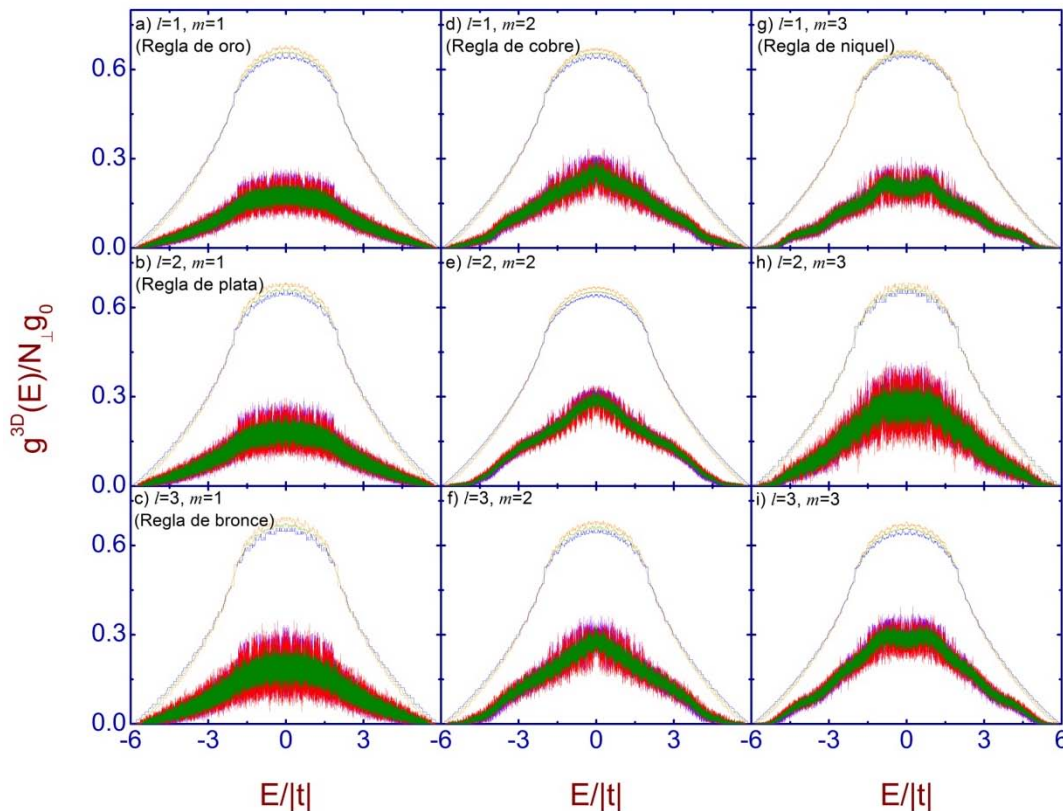 a) l=1, m=1
(Regla de oro)
d) l=1, m=2
(Regla de cobre)
g) l=1, m=3
(Regla de niquel)
0.6
0.3
0.0
b) l=2, m=1
(Regla de plata)
e) l=2, m=2
h) l=2, m=3
0.6
0.3
0.0
c) l=3, m=1
(Regla de bronce)
f) l=3, m=2
i) l=3, m=3
0.6
0.3
0.0
g³ᴰ(E)/N⊥g₀
-6 -3 0 3 -6 -3 0 3 -6 -3 0 3 6
E/|t| E/|t| E/|t|